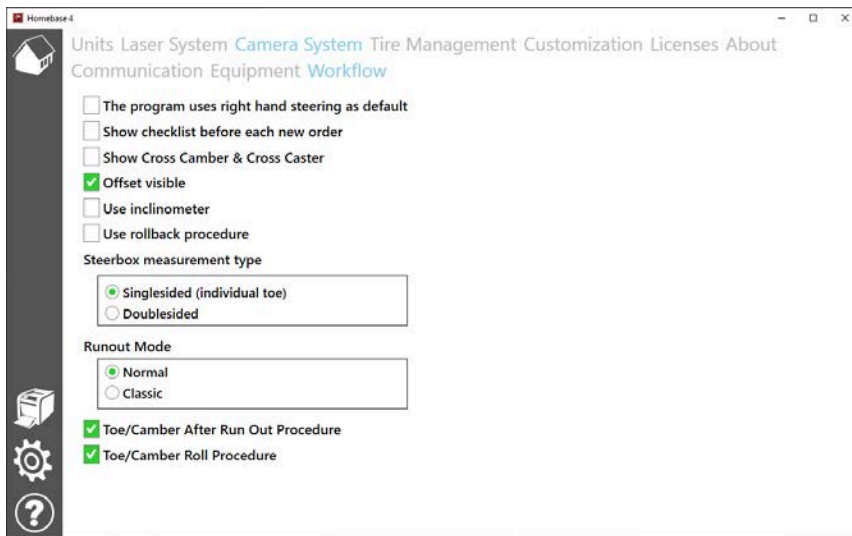 Homebase 4
Units Laser System Camera System Tire Management Customization Licenses About
Communication Equipment Workflow
The program uses right hand steering as default
Show checklist before each new order
Show Cross Camber & Cross Caster
Offset visible
Use inclinometer
Use rollback procedure
Steerbox measurement type
Singlesided (individual toe)
Doublesided
Runout Mode
Normal
Classic
Toe/Camber After Run Out Procedure
Toe/Camber Roll Procedure
?